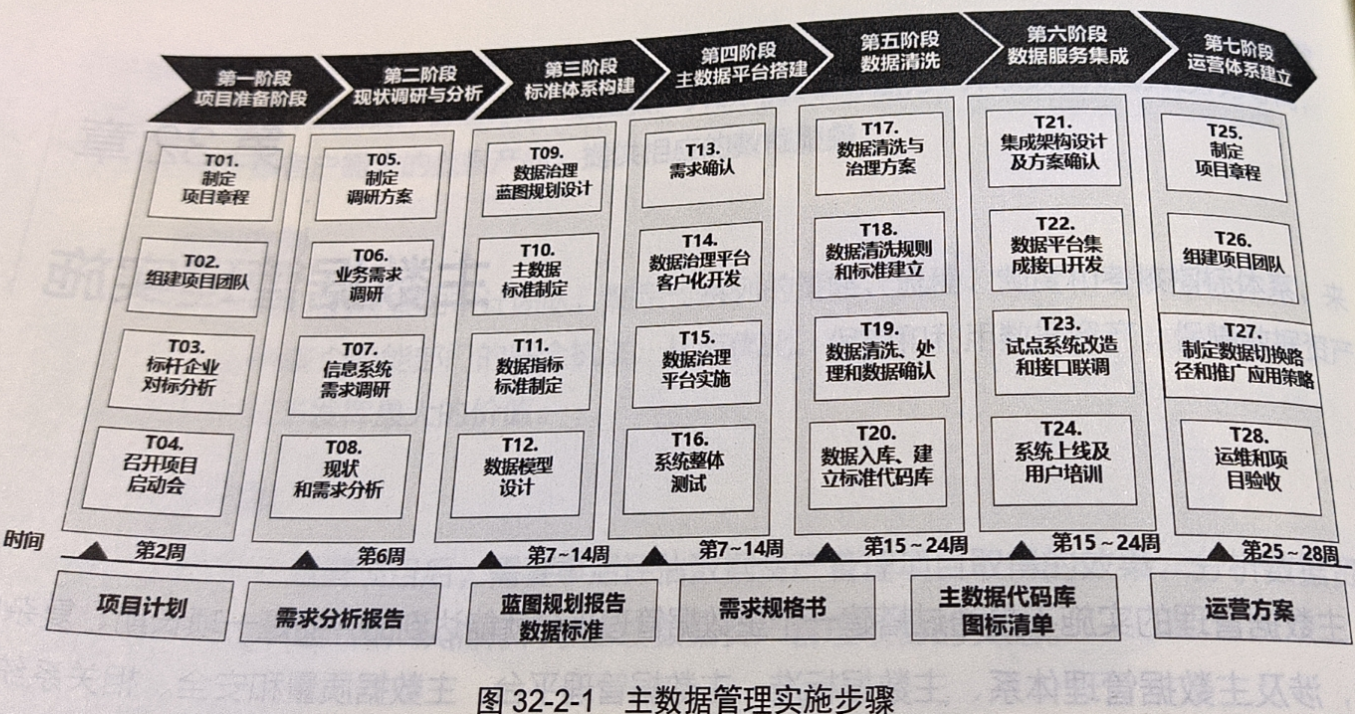 第一阶段
项目准备阶段
第二阶段
现状调研与分析
第三阶段
标准体系构建
第四阶段
主数据平台搭建
第五阶段
数据清洗
第六阶段
数据服务集成
第七阶段
运营体系建立
T01.
制定
项目章程
T02.
组建项目团队
T03.
标杆企业
对标分析
T04.
召开项目
启动会
T05.
制定
调研方案
T06.
业务需求
调研
T07.
信息系统
需求调研
T08.
现状
和需求分析
T09.
数据治理
蓝图规划设计
T10.
主数据
标准制定
T11.
数据指标
标准制定
T12.
数据模型
设计
T13.
需求确认
T14.
数据治理平台
客户化开发
T15.
数据治理
平台实施
T16.
系统整体
测试
T17.
数据清洗与
治理方案
T18.
数据清洗规则
和标准建立
T19.
数据清洗、处
理和数据确认
T20.
数据入库、建
立标准代码库
T21.
集成架构设计
及方案确认
T22.
数据平台集
成接口开发
T23.
试点系统改造
和接口联调
T24.
系统上线及
用户培训
T25.
制定
项目章程
T26.
组建项目团队
T27.
制定数据切换路
径和推广应用策略
T28.
运维和项
目验收
时间
第2周
第6周
第7~14周
第7~14周
第15~24周
第15~24周
第25~28周
项目计划
需求分析报告
蓝图规划报告
数据标准
需求规格书
主数据代码库
图标清单
运营方案
图 32-2-1 主数据管理实施步骤